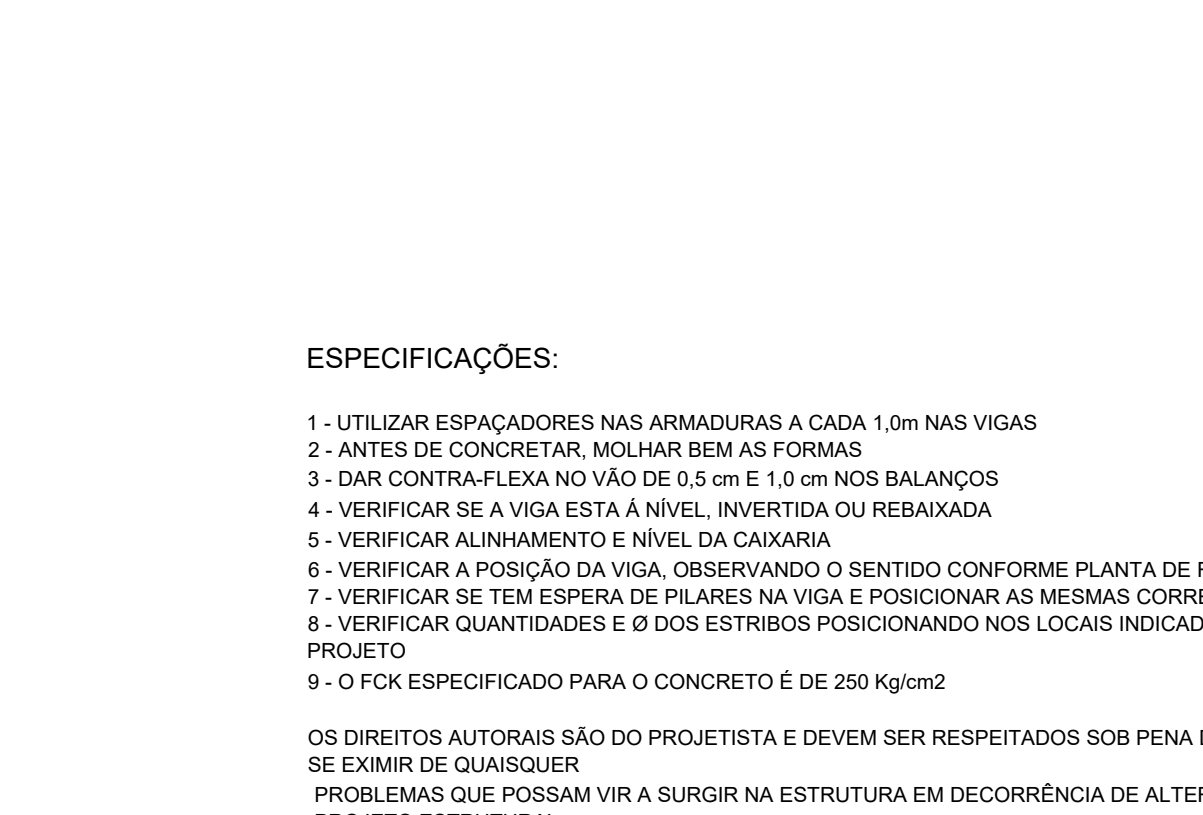 ESPECIFICAÇÕES:
1 - UTILIZAR ESPAÇADORES NAS ARMADURAS A CADA 1,0m NAS VIGAS
2 - ANTES DE CONCRETAR, MOLHAR BEM AS FORMAS
3 - DAR CONTRA-FLEXA NO VÃO DE 0,5 cm E 1,0 cm NOS BALANÇOS
4 - VERIFICAR SE A VIGA ESTA Á NÍVEL, INVERTIDA OU REBAIXADA
5 - VERIFICAR ALINHAMENTO E NÍVEL DA CAIXARIA
6 - VERIFICAR A POSIÇÃO DA VIGA, OBSERVANDO O SENTIDO CONFORME PLANTA DE
7 - VERIFICAR SE TEM ESPERA DE PILARES NA VIGA E POSICIONAR AS MESMAS CORRE
8 - VERIFICAR QUANTIDADES E Ø DOS ESTRIBOS POSICIONANDO NOS LOCAIS INDICAD
PROJETO
9 - O FCK ESPECIFICADO PARA O CONCRETO É DE 250 Kg/cm2
OS DIREITOS AUTORAIS SÃO DO PROJETISTA E DEVEM SER RESPEITADOS SOB PENA
SE EXIMIR DE QUAISQUER
PROBLEMAS QUE POSSAM VIR A SURGIR NA ESTRUTURA EM DECORRÊNCIA DE ALTE